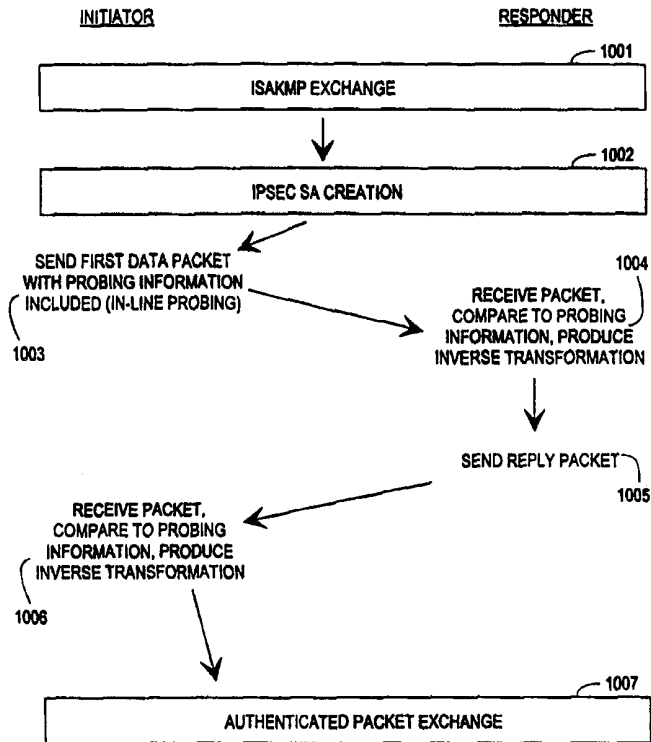 INITIATOR
RESPONDER
1001
ISAKMP EXCHANGE
1002
IPSEC SA CREATION
SEND FIRST DATA PACKET
WITH PROBING INFORMATION
INCLUDED (IN-LINE PROBING)
1003
1004
RECEIVE PACKET,
COMPARE TO PROBING
INFORMATION, PRODUCE
INVERSE TRANSFORMATION
SEND REPLY PACKET
1005
RECEIVE PACKET,
COMPARE TO PROBING
INFORMATION, PRODUCE
INVERSE TRANSFORMATION
1006
1007
AUTHENTICATED PACKET EXCHANGE